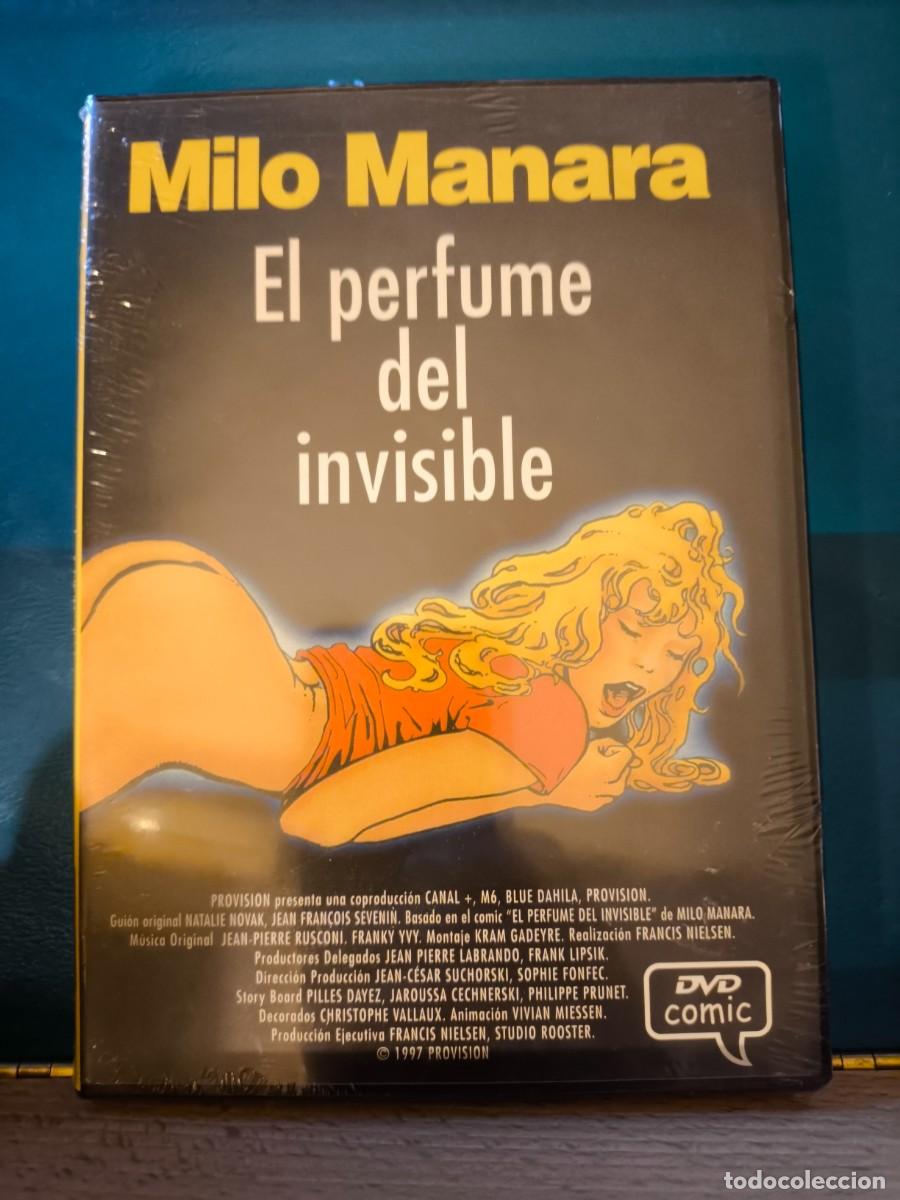 Milo Manara
El perfume
del
invisible
PROVISION presenta una coproducción CANAL +, M6, BLUE DAHILA, PROVISION.
Guión original NATALIE NOVAK, JEAN FRANÇOIS SEVENIN. Basado en el comic "EL PERFUME DEL INVISIBLE" de MILO MANARA.
Música Original JEAN-PIERRE RUSCONI. FRANKY YVY. Montaje KRAM GADEYRE. Realización FRANCIS NIELSEN.
Productores Delegados JEAN PIERRE LABRANDO, FRANK LIPSIK.
Dirección Producción JEAN-CÉSAR SUCHORSKI, SOPHIE FONFEC.
Story Board PILLES DAYEZ, JAROUSSA CECHNERSKI, PHILIPPE PRUNET.
Decorados CHRISTOPHE VALLAUX. Animación VIVIAN MIESSEN.
Producción Ejecutiva FRANCIS NIELSEN, STUDIO ROOSTER.
© 1997 PROVISION
DVD
comic
todocoleccion